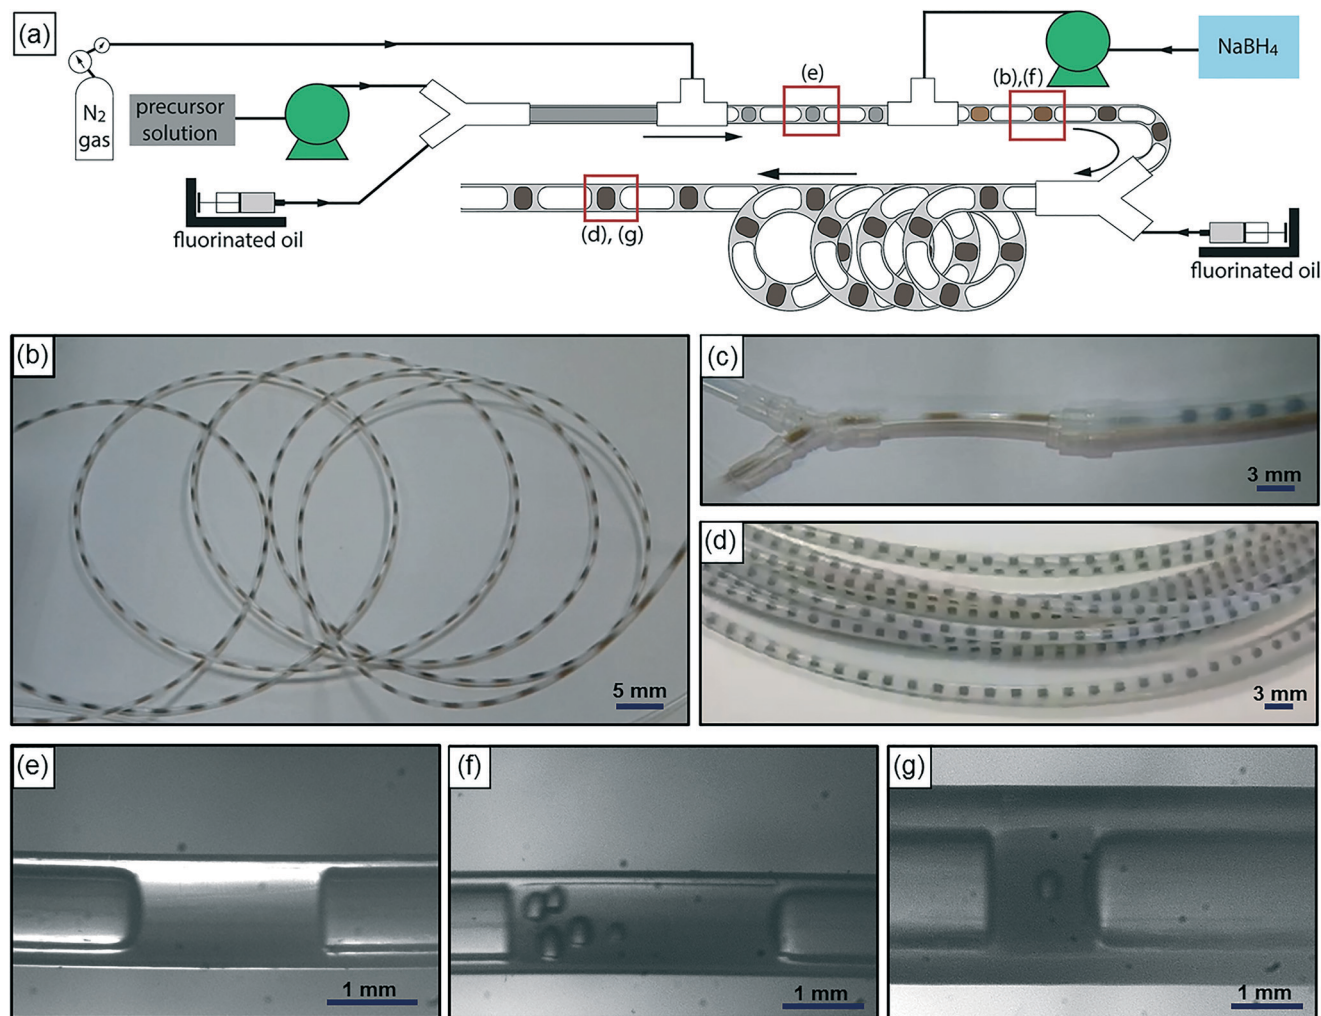 (a)
N2
gas
precursor
solution
fluorinated oil
(e)
(b),(f)
NaBH4
(d), (g)
fluorinated oil
(b)
5 mm
(c)
3 mm
(d)
3 mm
(e)
1 mm
(f)
1 mm
(g)
1 mm